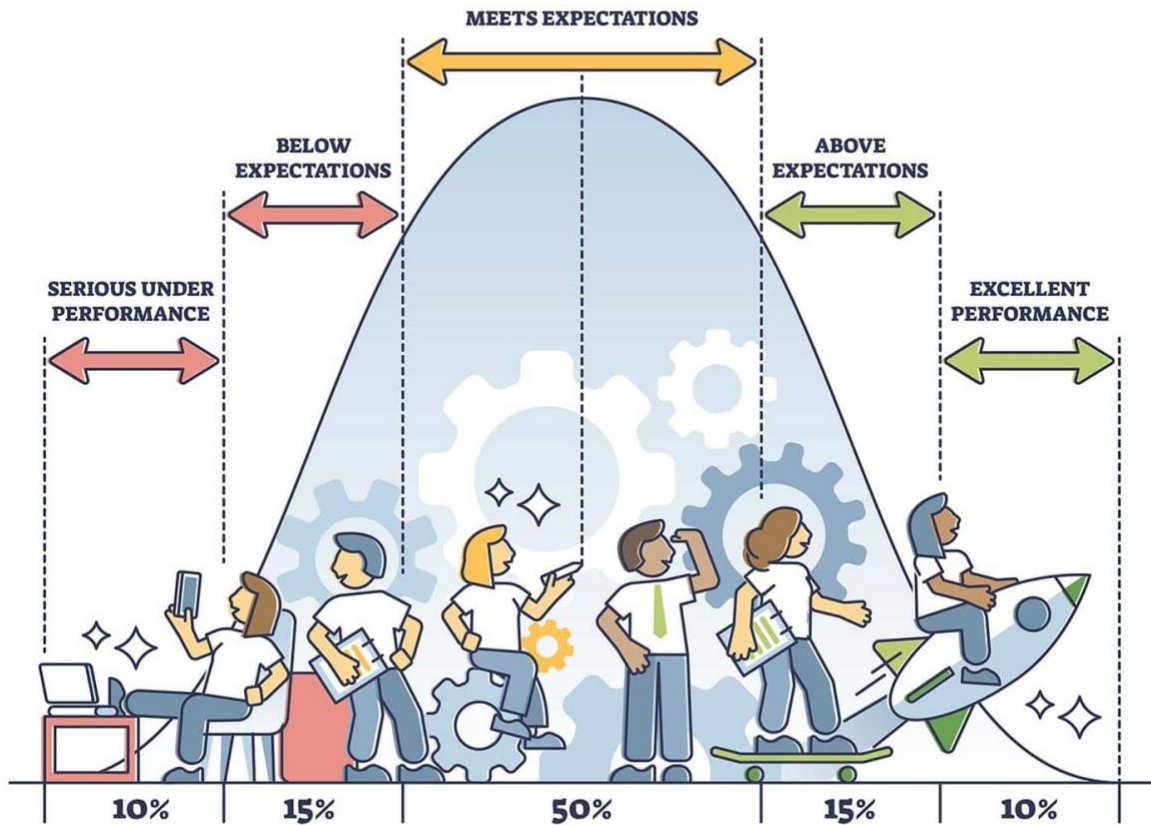 MEETS EXPECTATIONS
BELOW
EXPECTATIONS
ABOVE
EXPECTATIONS
SERIOUS UNDER
PERFORMANCE
EXCELLENT
PERFORMANCE
10%
15%
50%
15%
10%